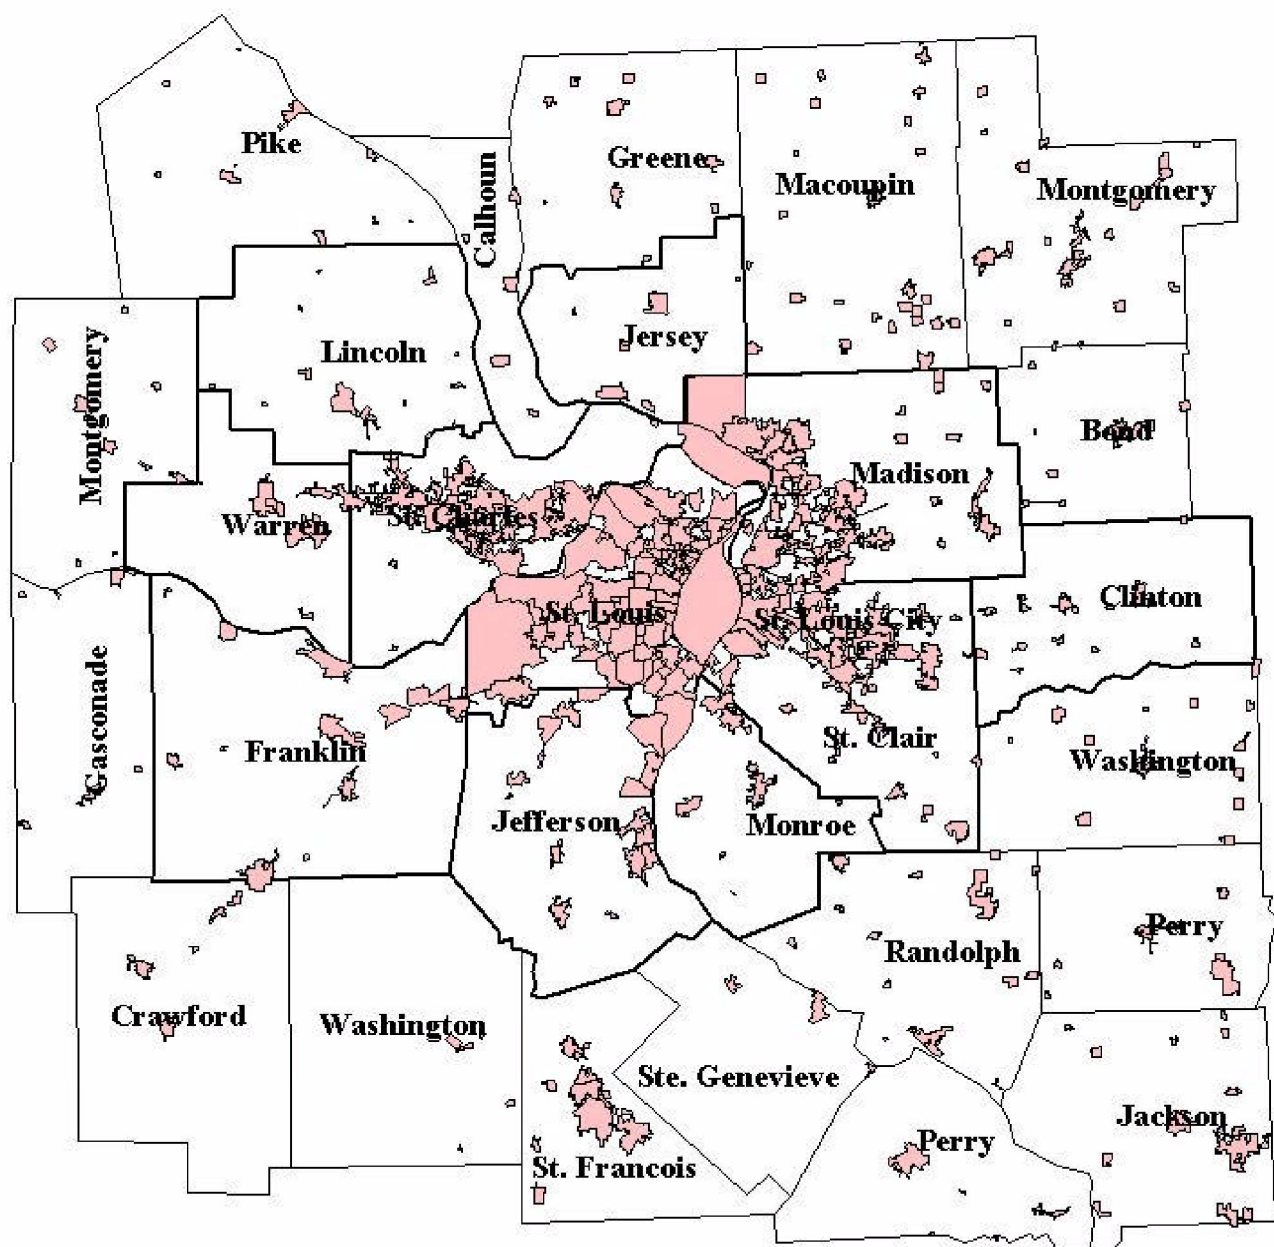 Pike
Greene
Calhoun
Macoupin
Montgomery
Jersey
Lincoln
Montgomery
Bond
Madison
St. Charles
Warren
Clinton
St. Louis
St. Louis City
Gasconade
Franklin
St. Clair
Washington
Jefferson
Monroe
Perry
Randolph
Crawford
Washington
Ste. Genevieve
Jackson
Perry
St. Francois